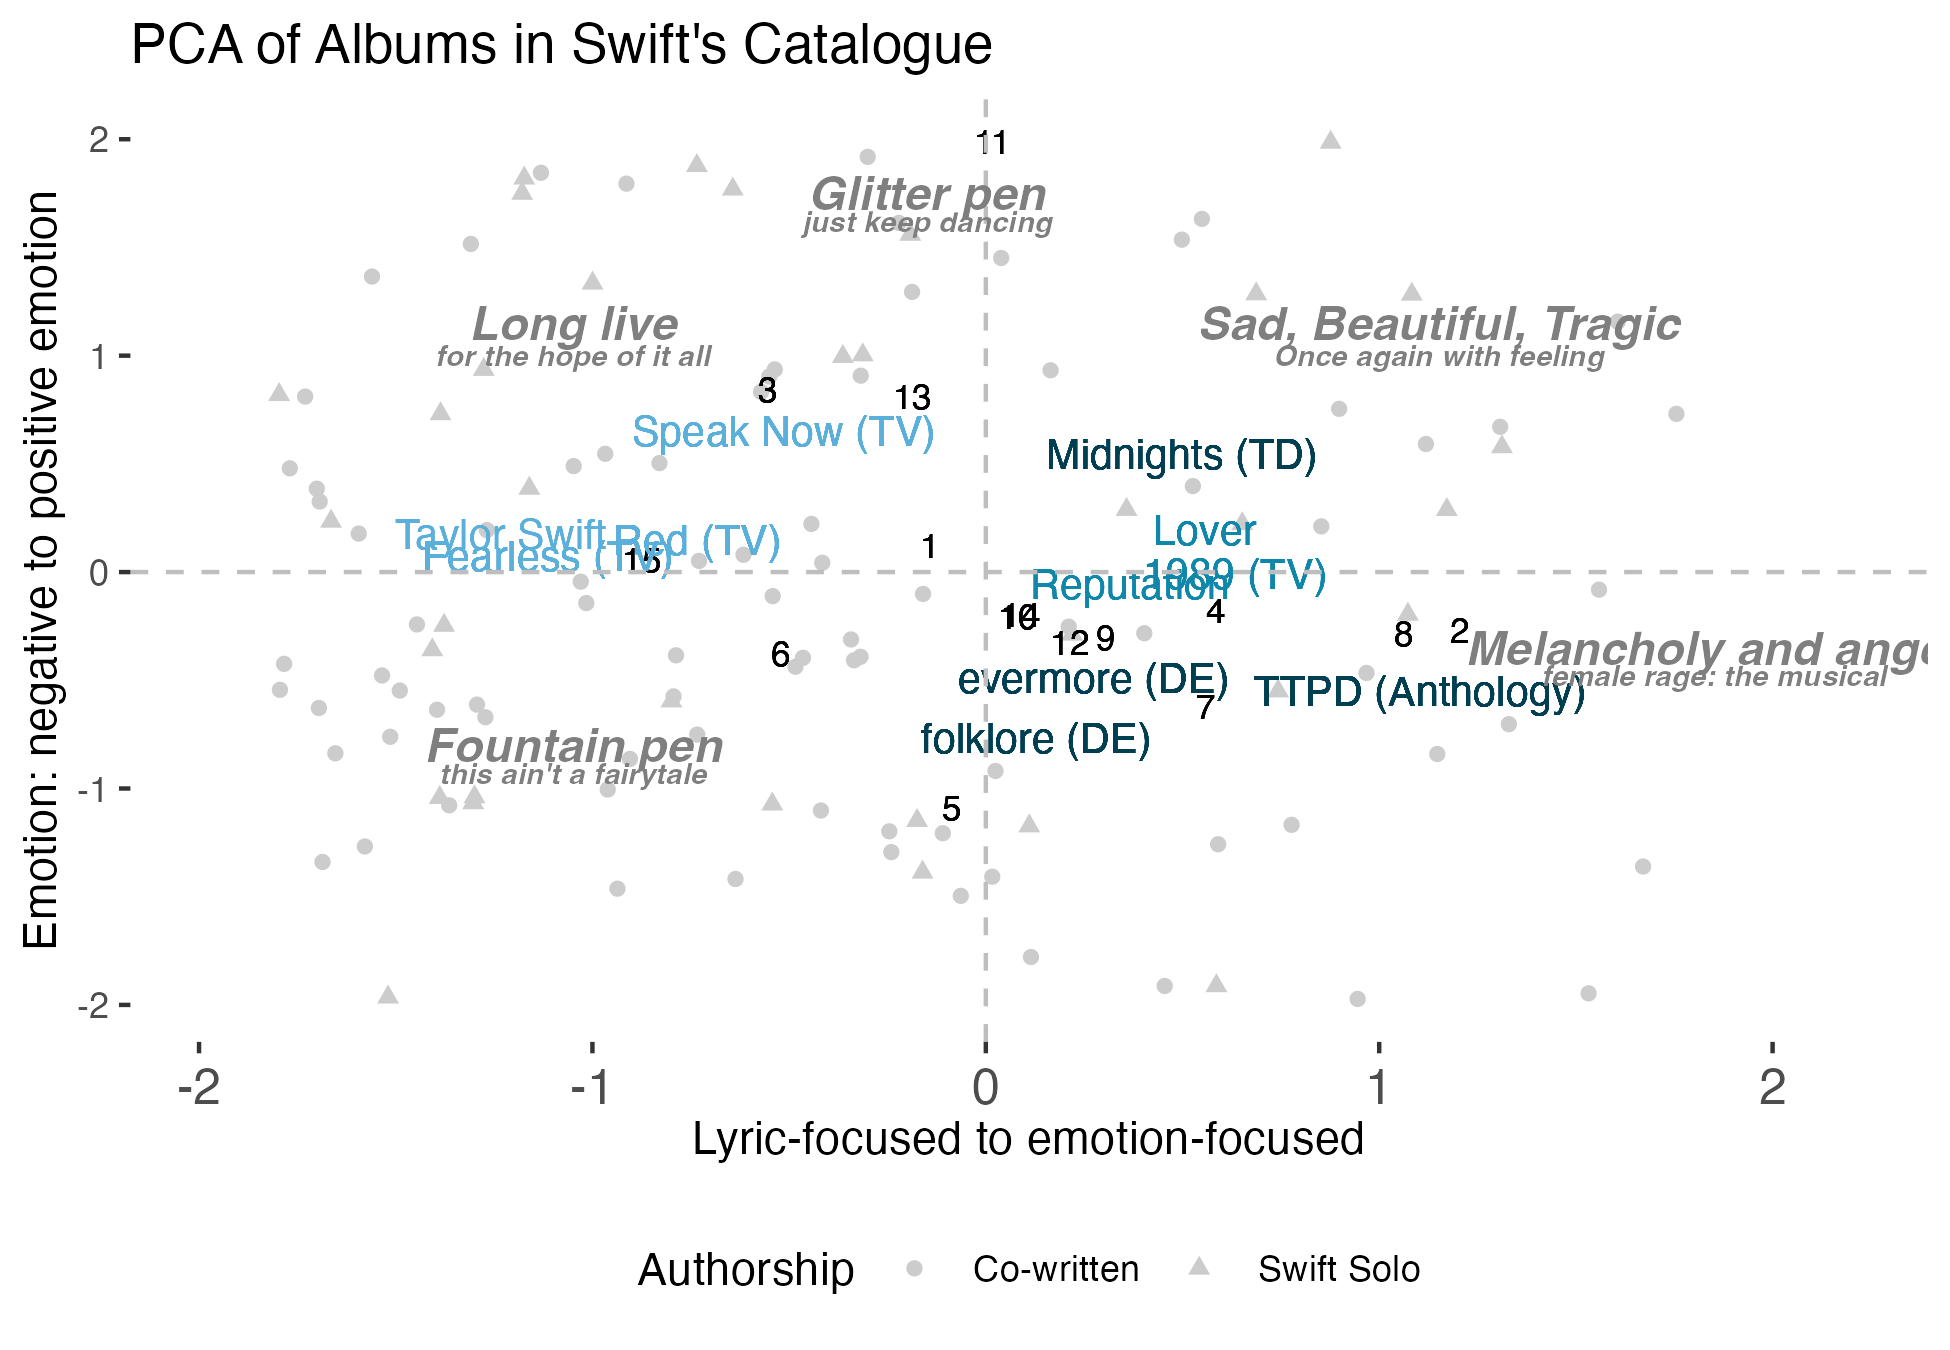 PCA of Albums in Swift's Catalogue
Emotion: negative to positive emotion
2
1
0
-1
-2
11
Glitter pen
just keep dancing
Long live
for the hope of it all
Sad, Beautiful, Tragic
Once again with feeling
3
13
Speak Now (TV)
Midnights (TD)
Taylor Swift
Red (TV)
Fearless (TV)
15
1
Lover
1989 (TV)
Reputation
10
14
12
9
4
8
2
6
Melancholy and ange
female rage: the musical
evermore (DE)
TTPD (Anthology)
7
folklore (DE)
Fountain pen
this ain't a fairytale
5
-2
-1
0
1
2
Lyric-focused to emotion-focused
Authorship
Co-written
Swift Solo